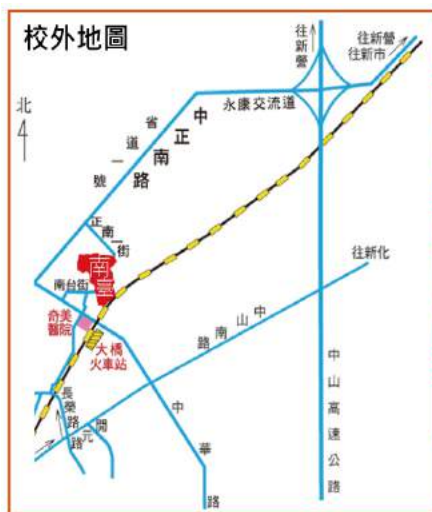 校外地圖
北
往新營
往新營
往新市
永康交流道
省道一號
中正南路
正南一街
南臺
南台街
奇美
醫院
大橋
火車站
往新化
中山南路
中山高速公路
長榮路
開元路
中華路